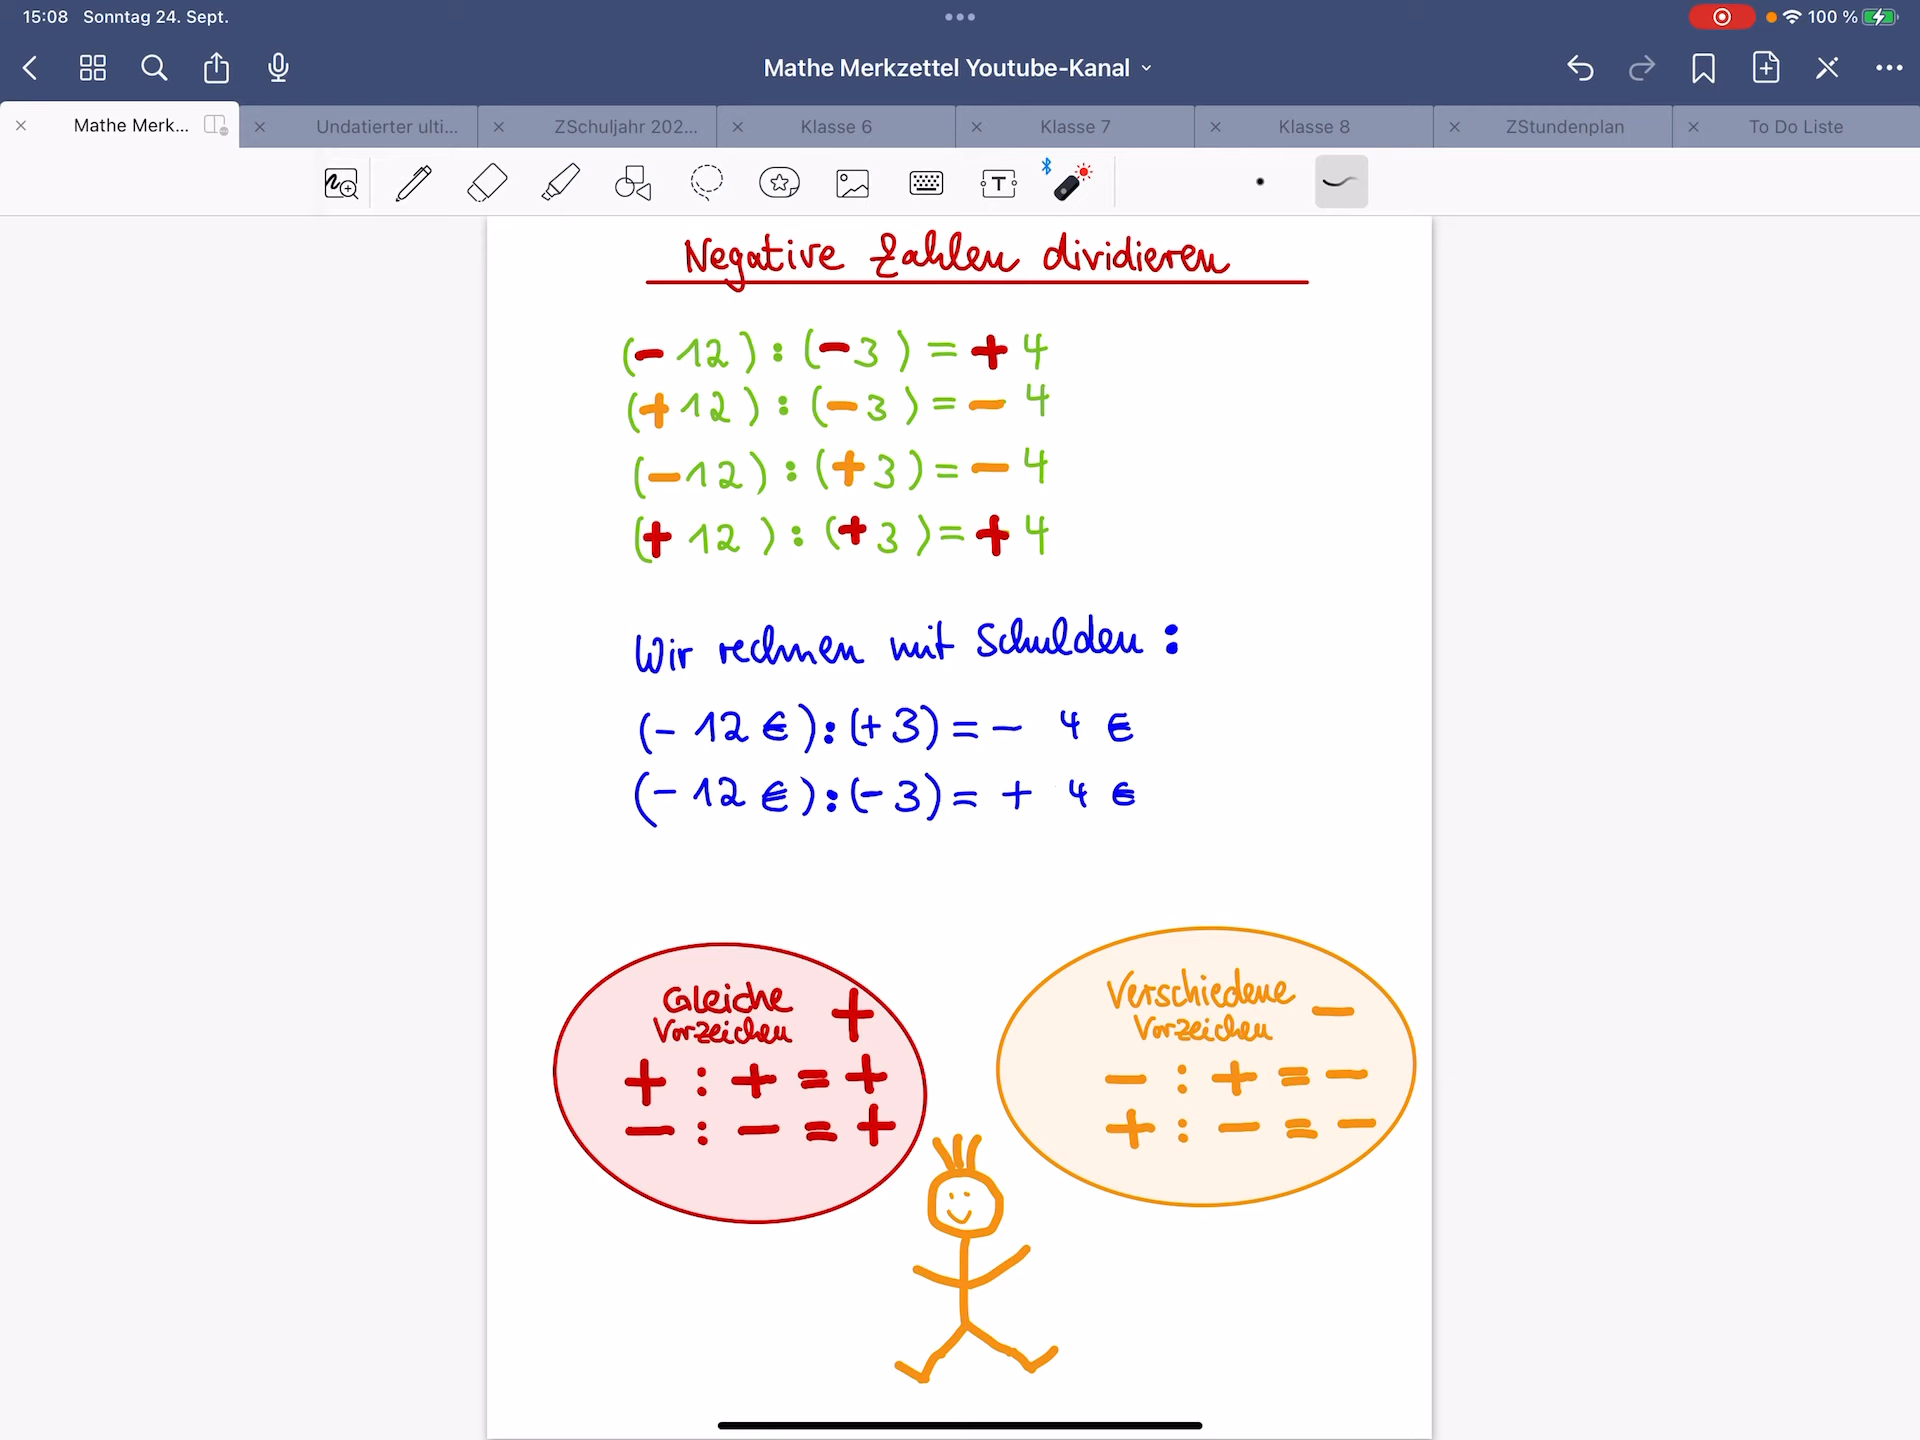 15:08 Sonntag 24. Sept.
100 %
Mathe Merkzettel Youtube-Kanal
Mathe Merk...
Undatierter ulti...
ZSchuljahr 202...
Klasse 6
Klasse 7
Klasse 8
ZStundenplan
To Do Liste
T
Negative Zahlen dividieren
(- 12) : (- 3) = + 4
(+ 12) : (- 3) = - 4
(- 12) : (+ 3) = - 4
(+ 12) : (+ 3) = + 4
Wir rechnen mit Schulden :
(- 12 €) : (+ 3) = - 4 €
(- 12 €) : (- 3) = + 4 €
Gleiche
Vorzeichen +
+ : + = +
- : - = +
Verschiedene
Vorzeichen -
- : + = -
+ : - = -